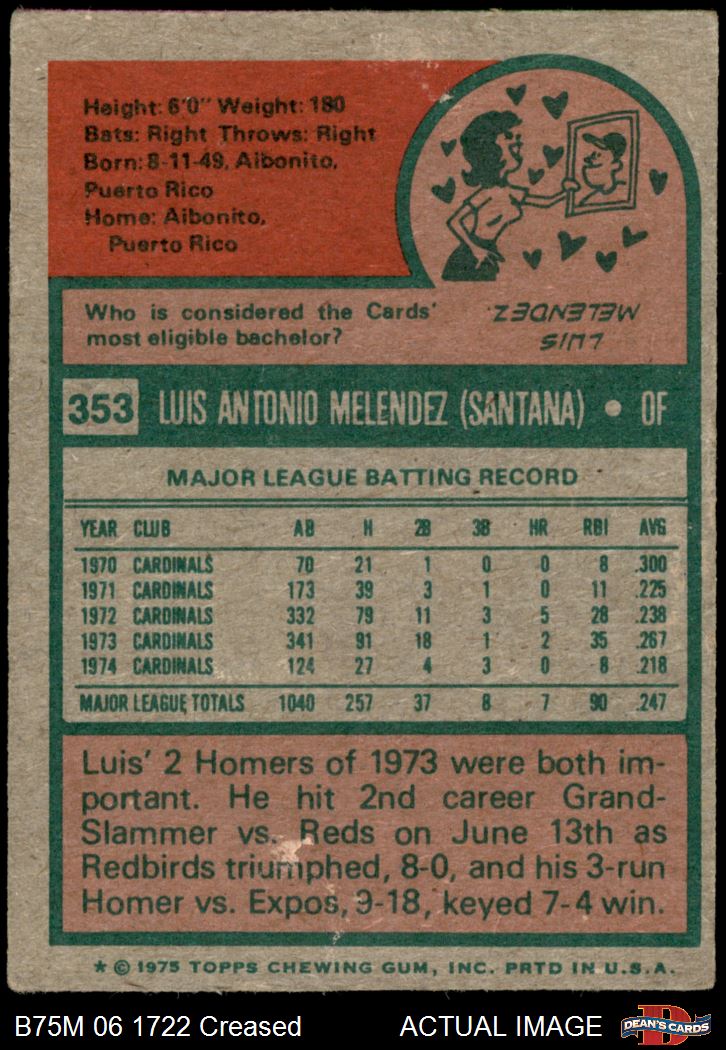 Height: 6'0" Weight: 180
Bats: Right Throws: Right
Born: 8-11-49, Aibonito,
Puerto Rico
Home: Aibonito,
Puerto Rico
Who is considered the Cards'
most eligible bachelor?
LUIS
MELENDEZ
353 LUIS ANTONIO MELENDEZ (SANTANA) • OF
MAJOR LEAGUE BATTING RECORD
YEAR CLUB AB H 2B 3B HR RBI AVG
1970 CARDINALS 70 21 1 0 0 8 .300
1971 CARDINALS 173 39 3 1 0 11 .225
1972 CARDINALS 332 79 11 3 5 28 .238
1973 CARDINALS 341 91 18 1 2 35 .267
1974 CARDINALS 124 27 4 3 0 8 .218
MAJOR LEAGUE TOTALS 1040 257 37 8 7 90 .247
Luis' 2 Homers of 1973 were both im-
portant. He hit 2nd career Grand-
Slammer vs. Reds on June 13th as
Redbirds triumphed, 8-0, and his 3-run
Homer vs. Expos, 9-18, keyed 7-4 win.
* © 1975 TOPPS CHEWING GUM, INC. PRTD IN U.S.A.
B75M 06 1722 Creased ACTUAL IMAGE
D
DEAN'S CARDS